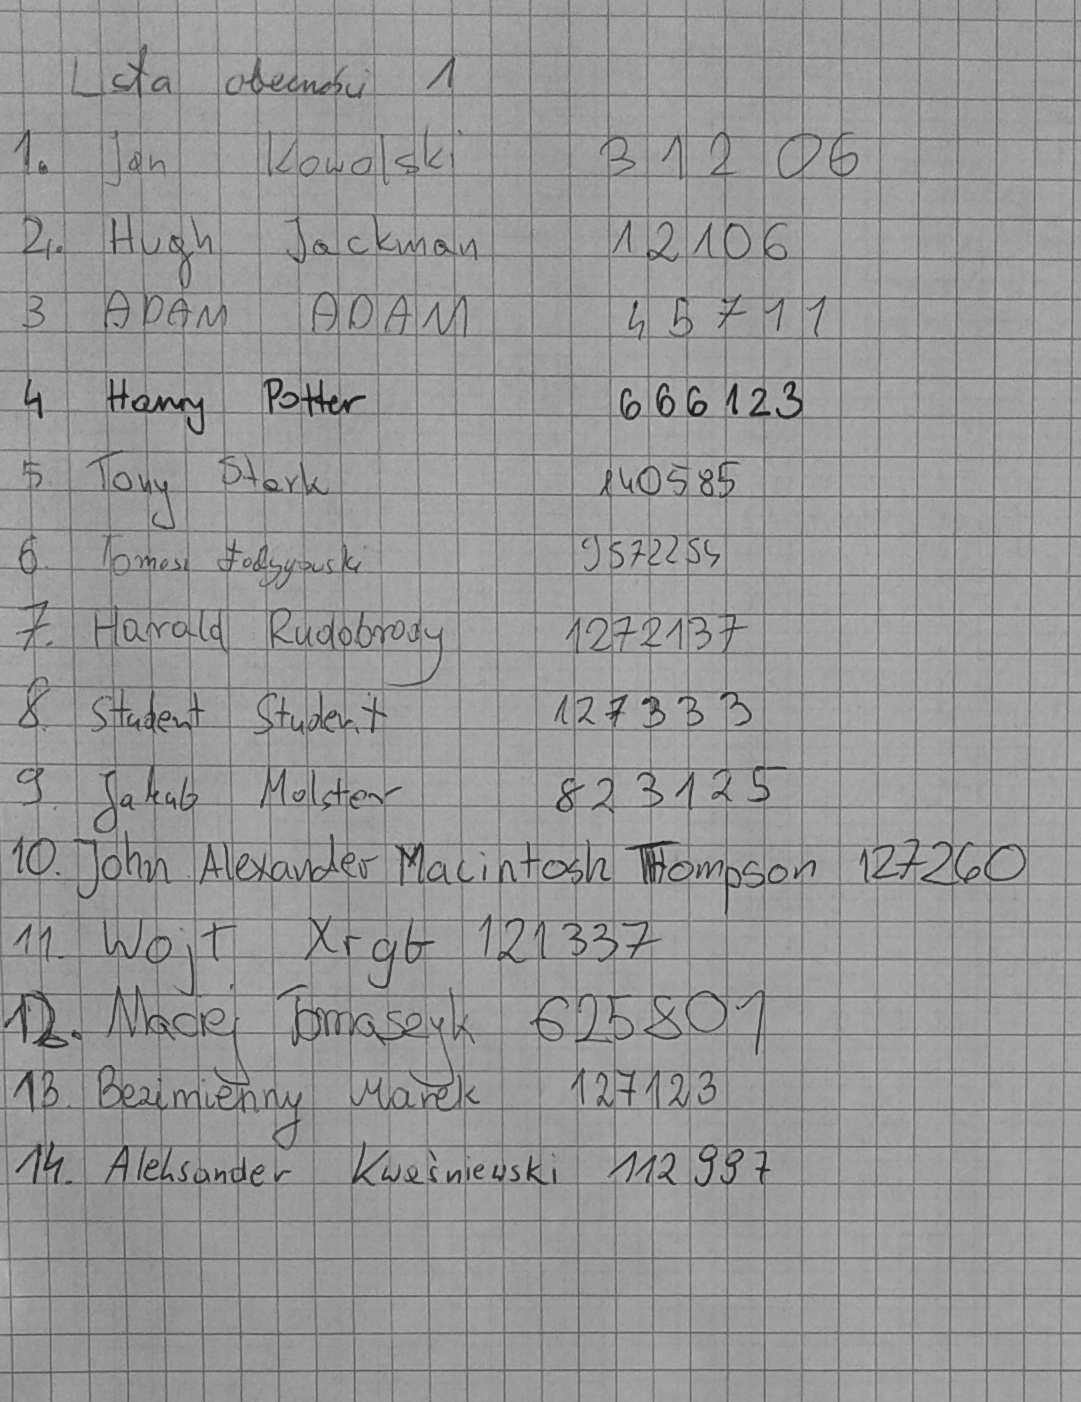 Lista obecności 1
1. Jan Kowalski 31206
2. Hugh Jackman 12106
3 ADAM ADAM 45711
4 Harry Potter 666123
5 Tony Stark 140585
6. Tomasz 9572254
7. Harald Rudobrody 1272137
8. Student Student 127333
9. Jakub Molster 823125
10. John Alexander Macintosh Thompson 127260
11. Wojt Xrgt 121337
12. Maciej Tomaszyk 625801
13. Bezimienny Marek 127123
14. Aleksander Kwaśniewski 112997